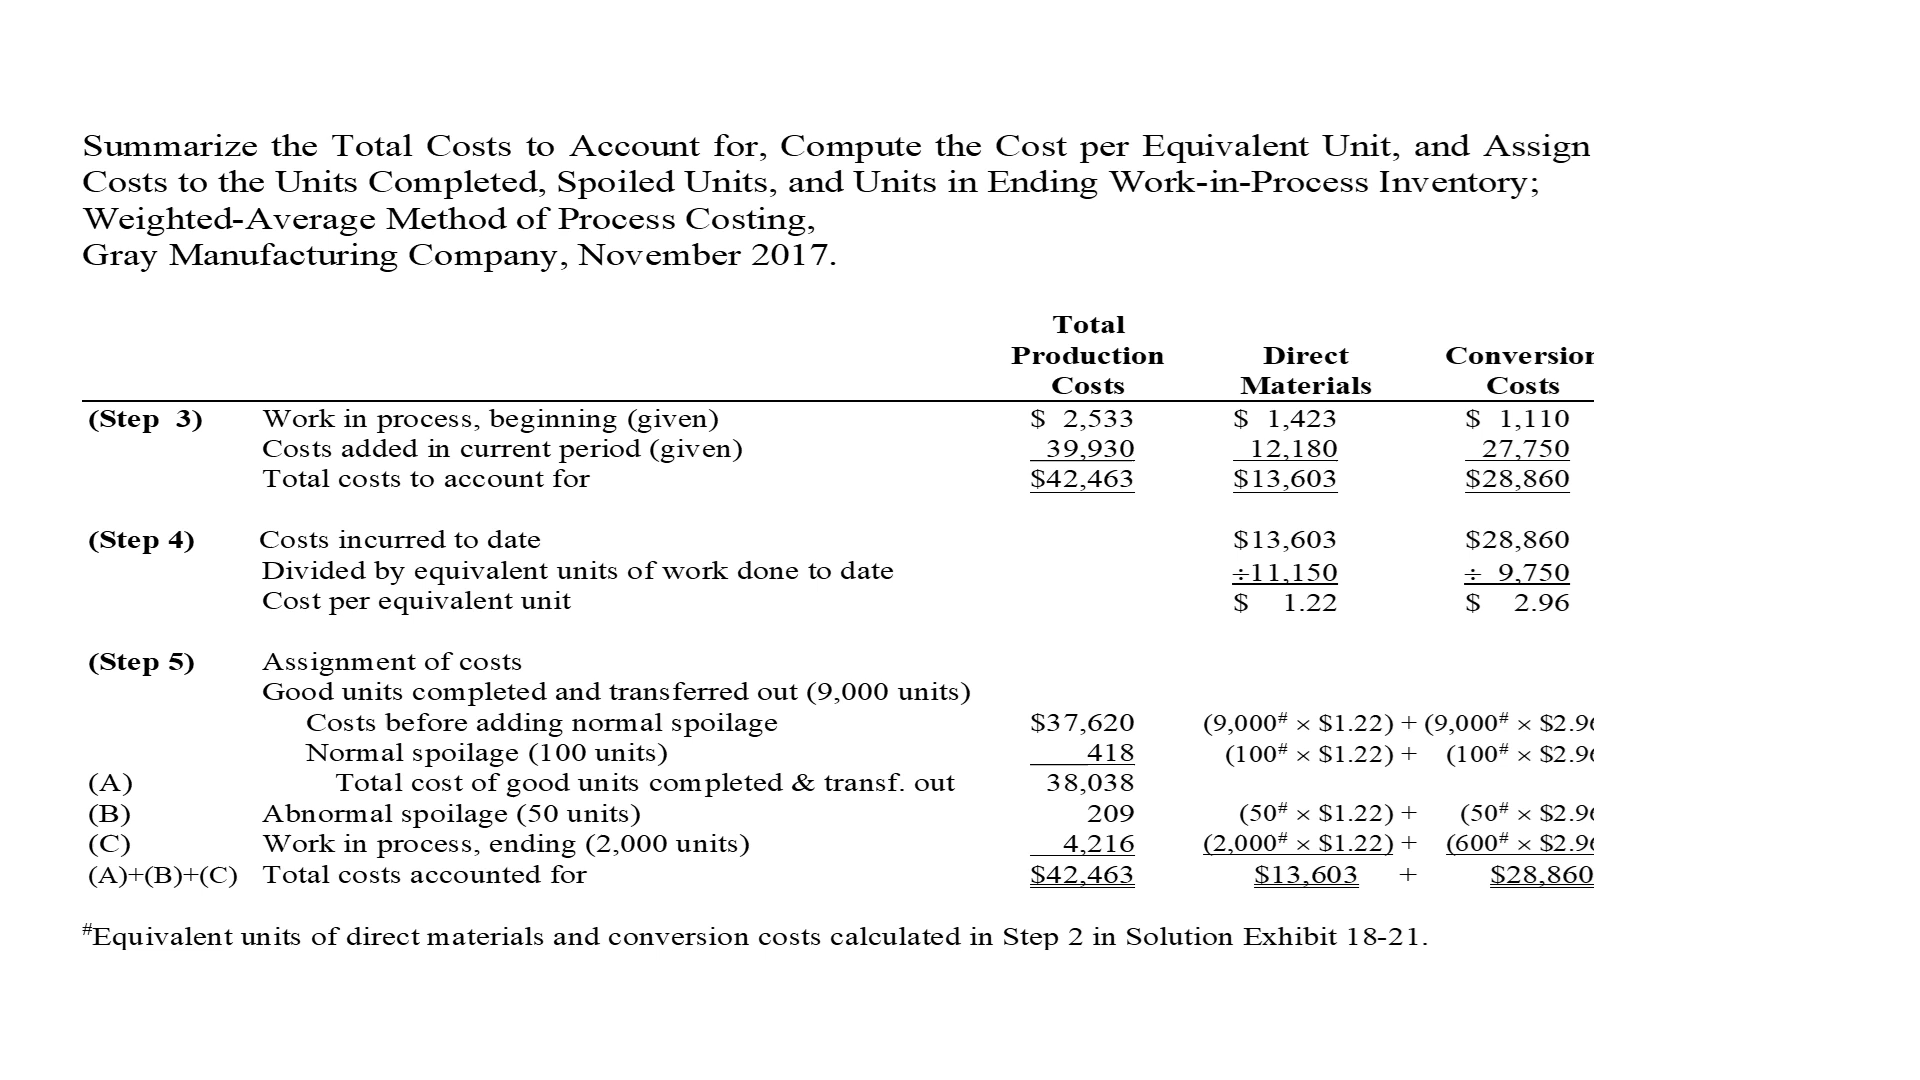 Summarize the Total Costs to Account for, Compute the Cost per Equivalent Unit, and Assign
Costs to the Units Completed, Spoiled Units, and Units in Ending Work-in-Process Inventory;
Weighted-Average Method of Process Costing,
Gray Manufacturing Company, November 2017.
Total
Production Direct Conversion
Costs Materials Costs
(Step 3) Work in process, beginning (given) $ 2,533 $ 1,423 $ 1,110
Costs added in current period (given) 39,930 12,180 27,750
Total costs to account for $42,463 $13,603 $28,860
(Step 4) Costs incurred to date $13,603 $28,860
Divided by equivalent units of work done to date ÷11,150 ÷ 9,750
Cost per equivalent unit $ 1.22 $ 2.96
(Step 5) Assignment of costs
Good units completed and transferred out (9,000 units)
Costs before adding normal spoilage $37,620 (9,000# × $1.22) + (9,000# × $2.96
Normal spoilage (100 units) 418 (100# × $1.22) + (100# × $2.96
(A) Total cost of good units completed & transf. out 38,038
(B) Abnormal spoilage (50 units) 209 (50# × $1.22) + (50# × $2.96
(C) Work in process, ending (2,000 units) 4,216 (2,000# × $1.22) + (600# × $2.96
(A)+(B)+(C) Total costs accounted for $42,463 $13,603 + $28,860
#Equivalent units of direct materials and conversion costs calculated in Step 2 in Solution Exhibit 18-21.